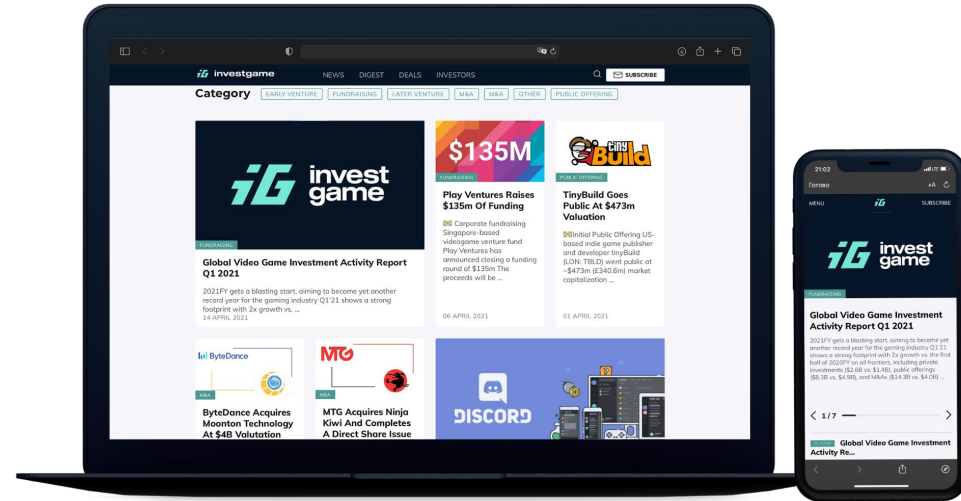 investgame
NEWS DIGEST DEALS INVESTORS
SUBSCRIBE
Category
EARLY VENTURE
FUNDRAISING
LATER VENTURE
M&A
M&A
OTHER
PUBLIC OFFERING
iG invest
game
FUNDRAISING
Global Video Game Investment Activity Report
Q1 2021
2021FY gets a blasting start, aiming to become yet another
record year for the gaming industry Q1'21 shows a strong
footprint with 2x growth vs. ...
14 APRIL 2021
$135M
FUNDRAISING
Play Ventures Raises
$135m Of Funding
Corporate fundraising
Singapore-based
videogame venture fund
Play Ventures has
announced closing a funding
round of $135m The
proceeds will be ...
06 APRIL 2021
tiny
Build
PUBLIC OFFERING
TinyBuild Goes
Public At $473m
Valuation
Initial Public Offering US-
based indie game publisher
and developer tinyBuild
(LON: TBLD) went public at
~$473m (£340.6m) market
capitalization ...
01 APRIL 2021
ByteDance
M&A
ByteDance Acquires
Moonton Technology
At $4B Valutation
MTG
M&A
MTG Acquires Ninja
Kiwi And Completes
A Direct Share Issue
DISCORD
21:02
LTE
Готово
AA
MENU
iG
SUBSCRIBE
iG invest
game
FUNDRAISING
Global Video Game Investment
Activity Report Q1 2021
2021FY gets a blasting start, aiming to become yet
another record year for the gaming industry Q1'21
shows a strong footprint with 2x growth vs. the first
half of 2020FY on all frontiers, including private
investments ($2.6B vs. $1.4B), public offerings
($8.3B vs. $4.9B), and M&As ($14.3B vs. $4.0B) ...
1/7
Global Video Game Investment
Activity Re...